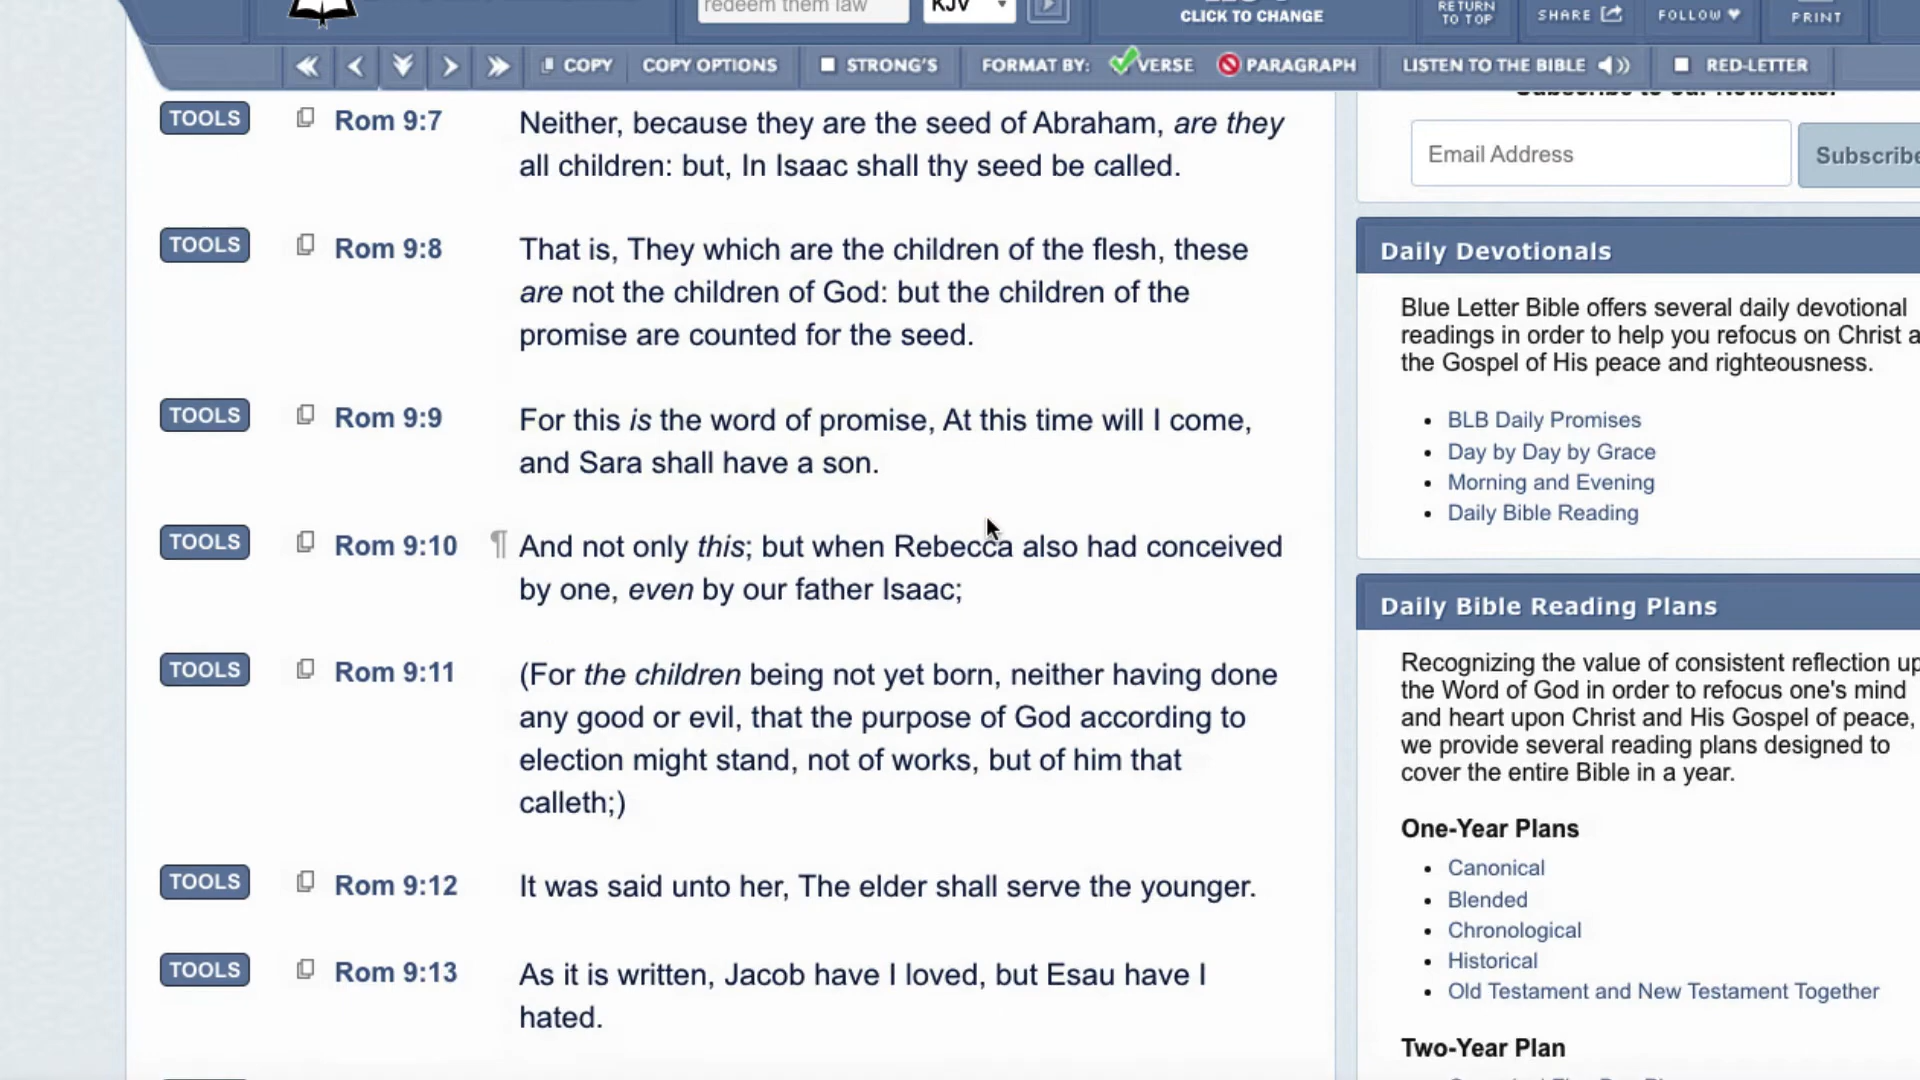 redeem them law
KJV
CLICK TO CHANGE
RETURN
TO TOP
SHARE
FOLLOW
PRINT
COPY
COPY OPTIONS
STRONG'S
FORMAT BY:
VERSE
PARAGRAPH
LISTEN TO THE BIBLE
RED-LETTER
TOOLS
Rom 9:7
Neither, because they are the seed of Abraham, are they
all children: but, In Isaac shall thy seed be called.
TOOLS
Rom 9:8
That is, They which are the children of the flesh, these
are not the children of God: but the children of the
promise are counted for the seed.
TOOLS
Rom 9:9
For this is the word of promise, At this time will I come,
and Sara shall have a son.
TOOLS
Rom 9:10
¶ And not only this; but when Rebecca also had conceived
by one, even by our father Isaac;
TOOLS
Rom 9:11
(For the children being not yet born, neither having done
any good or evil, that the purpose of God according to
election might stand, not of works, but of him that
calleth;)
TOOLS
Rom 9:12
It was said unto her, The elder shall serve the younger.
TOOLS
Rom 9:13
As it is written, Jacob have I loved, but Esau have I
hated.
Subscribe to our Newsletter
Email Address
Subscribe
Daily Devotionals
Blue Letter Bible offers several daily devotional
readings in order to help you refocus on Christ a
the Gospel of His peace and righteousness.
• BLB Daily Promises
• Day by Day by Grace
• Morning and Evening
• Daily Bible Reading
Daily Bible Reading Plans
Recognizing the value of consistent reflection up
the Word of God in order to refocus one's mind
and heart upon Christ and His Gospel of peace,
we provide several reading plans designed to
cover the entire Bible in a year.
One-Year Plans
• Canonical
• Blended
• Chronological
• Historical
• Old Testament and New Testament Together
Two-Year Plan